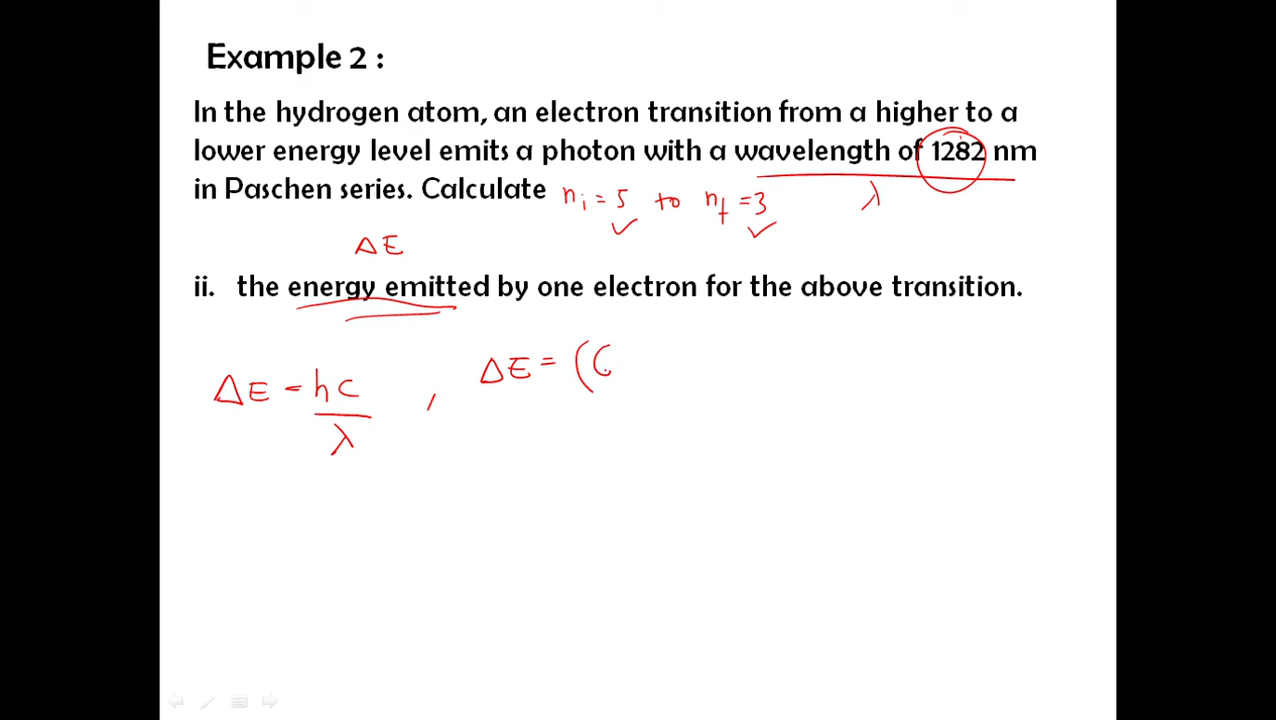 Example 2 :
In the hydrogen atom, an electron transition from a higher to a
lower energy level emits a photon with a wavelength of 1282 nm
in Paschen series. Calculate nᵢ = 5 to n_f = 3 λ
ΔE
ii. the energy emitted by one electron for the above transition.
ΔE = hc/λ , ΔE = (6